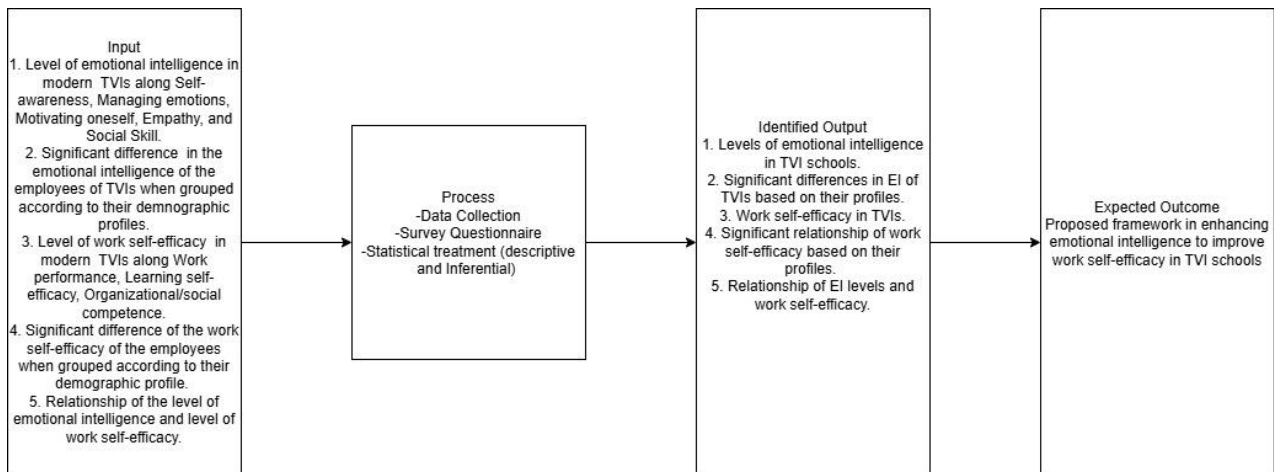 Input
1. Level of emotional intelligence in
modern TVIs along Self-
awareness, Managing emotions,
Motivating oneself, Empathy, and
Social Skill.
2. Significant difference in the
emotional intelligence of the
employees of TVIs when grouped
according to their demnographic
profiles.
3. Level of work self-efficacy in
modern TVIs along Work
performance, Learning self-
efficacy, Organizational/social
competence.
4. Significant difference of the work
self-efficacy of the employees
when grouped according to their
demographic profile.
5. Relationship of the level of
emotional intelligence and level of
work self-efficacy.
Process
-Data Collection
-Survey Questionnaire
-Statistical treatment (descriptive
and Inferential)
Identified Output
1. Levels of emotional intelligence
in TVI schools.
2. Significant differences in EI of
TVIs based on their profiles.
3. Work self-efficacy in TVIs.
4. Significant relationship of work
self-efficacy based on their
profiles.
5. Relationship of EI levels and
work self-efficacy.
Expected Outcome
Proposed framework in enhancing
emotional intelligence to improve
work self-efficacy in TVI schools